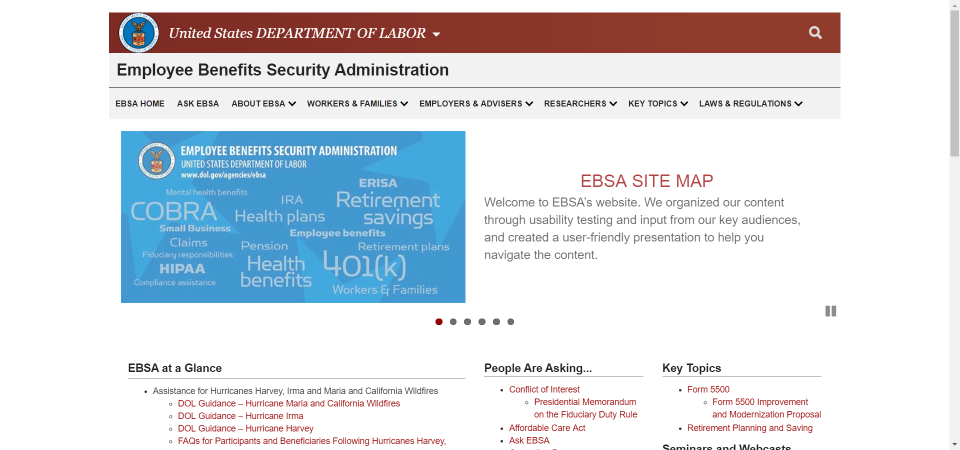 United States DEPARTMENT OF LABOR
Employee Benefits Security Administration
EBSA HOME ASK EBSA ABOUT EBSA WORKERS & FAMILIES EMPLOYERS & ADVISERS RESEARCHERS KEY TOPICS LAWS & REGULATIONS
EMPLOYEE BENEFITS SECURITY ADMINISTRATION
UNITED STATES DEPARTMENT OF LABOR
www.dol.gov/agencies/ebsa
ERISA
Mental health benefits
IRA
Retirement savings
COBRA
Health plans
Small Business
Employee benefits
Claims
Pension
Retirement plans
Fiduciary responsibilities
HIPAA
Health benefits
401(k)
Compliance assistance
Workers & Families
EBSA SITE MAP
Welcome to EBSA's website. We organized our content
through usability testing and input from our key audiences,
and created a user-friendly presentation to help you
navigate the content.
EBSA at a Glance
Assistance for Hurricanes Harvey, Irma and Maria and California Wildfires
DOL Guidance – Hurricane Maria and California Wildfires
DOL Guidance – Hurricane Irma
DOL Guidance – Hurricane Harvey
FAQs for Participants and Beneficiaries Following Hurricanes Harvey,
People Are Asking...
Conflict of Interest
Presidential Memorandum
on the Fiduciary Duty Rule
Affordable Care Act
Ask EBSA
Key Topics
Form 5500
Form 5500 Improvement
and Modernization Proposal
Retirement Planning and Saving
Seminars and Webcasts